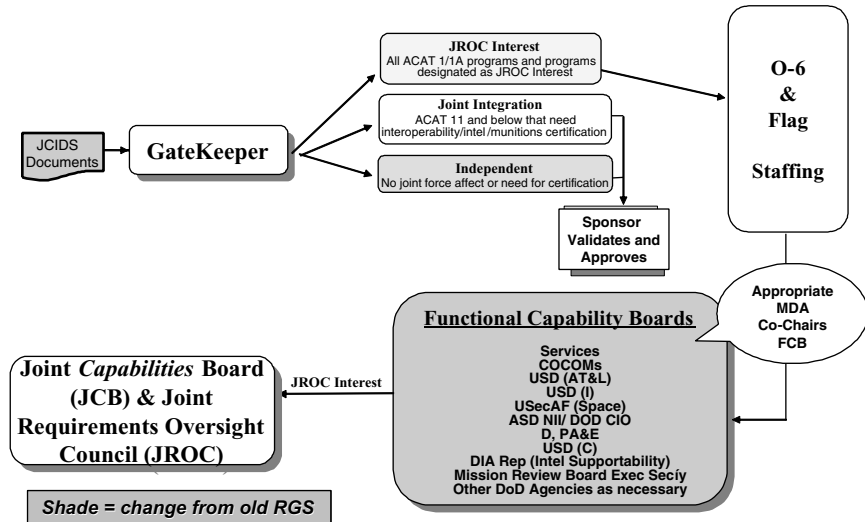 JCIDS
Documents
GateKeeper
JROC Interest
All ACAT 1/1A programs and programs
designated as JROC Interest
Joint Integration
ACAT 11 and below that need
interoperability/intel /munitions certification
Independent
No joint force affect or need for certification
Sponsor
Validates and
Approves
O-6
&
Flag
Staffing
Appropriate
MDA
Co-Chairs
FCB
Functional Capability Boards
Services
COCOMs
USD (AT&L)
USD (I)
USecAF (Space)
ASD NII/ DOD CIO
D, PA&E
USD (C)
DIA Rep (Intel Supportability)
Mission Review Board Exec Secíy
Other DoD Agencies as necessary
JROC Interest
Joint Capabilities Board
(JCB) & Joint
Requirements Oversight
Council (JROC)
Shade = change from old RGS